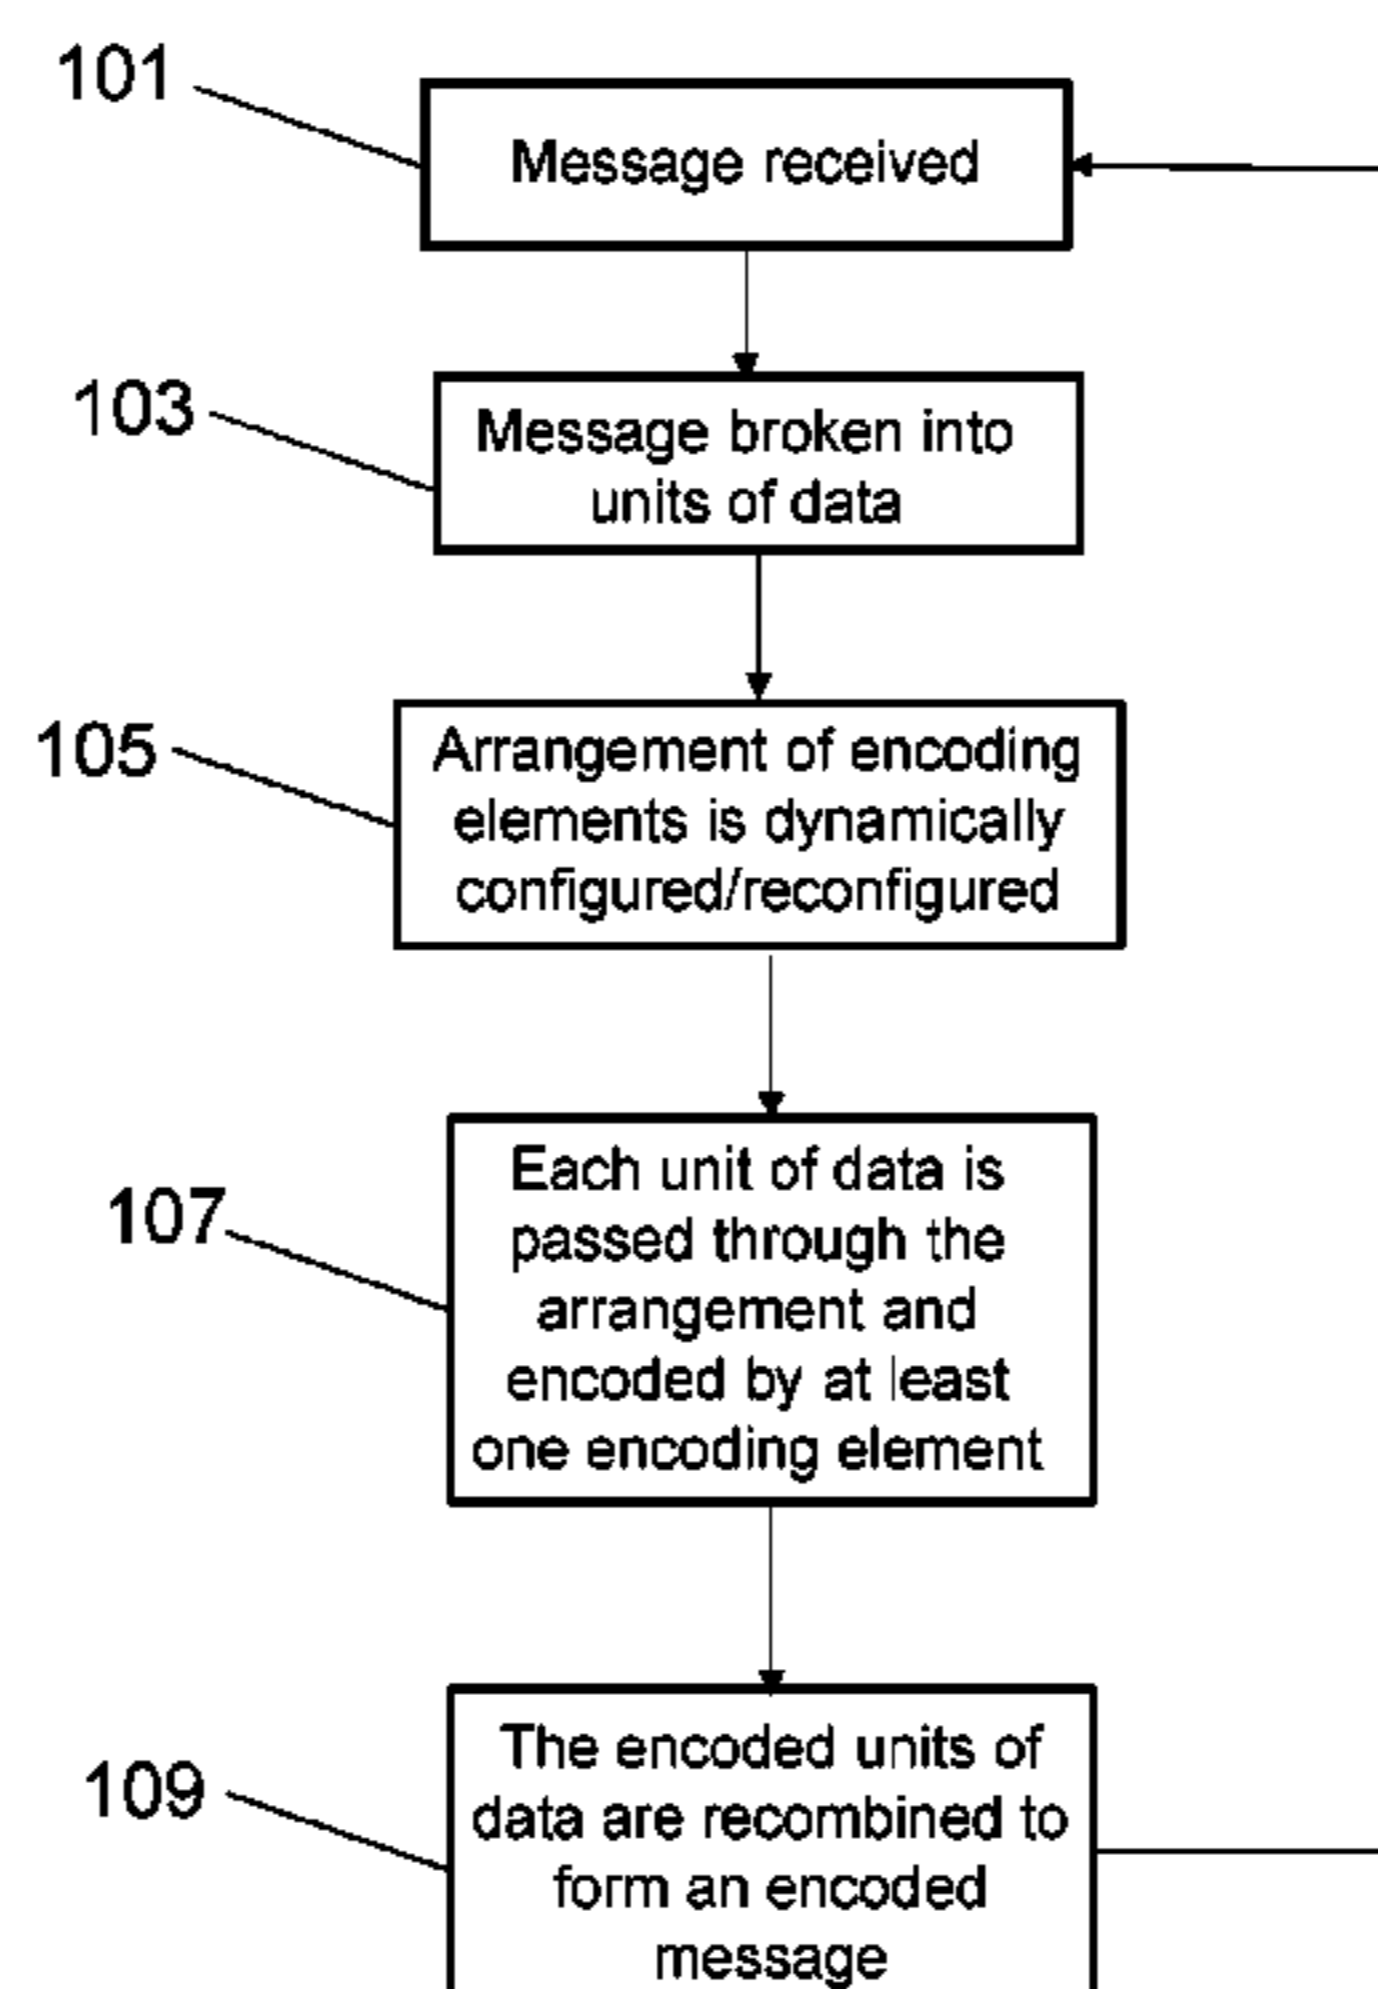 101
Message received
103
Message broken into
units of data
105
Arrangement of encoding
elements is dynamically
configured/reconfigured
107
Each unit of data is
passed through the
arrangement and
encoded by at least
one encoding element
109
The encoded units of
data are recombined to
form an encoded
message